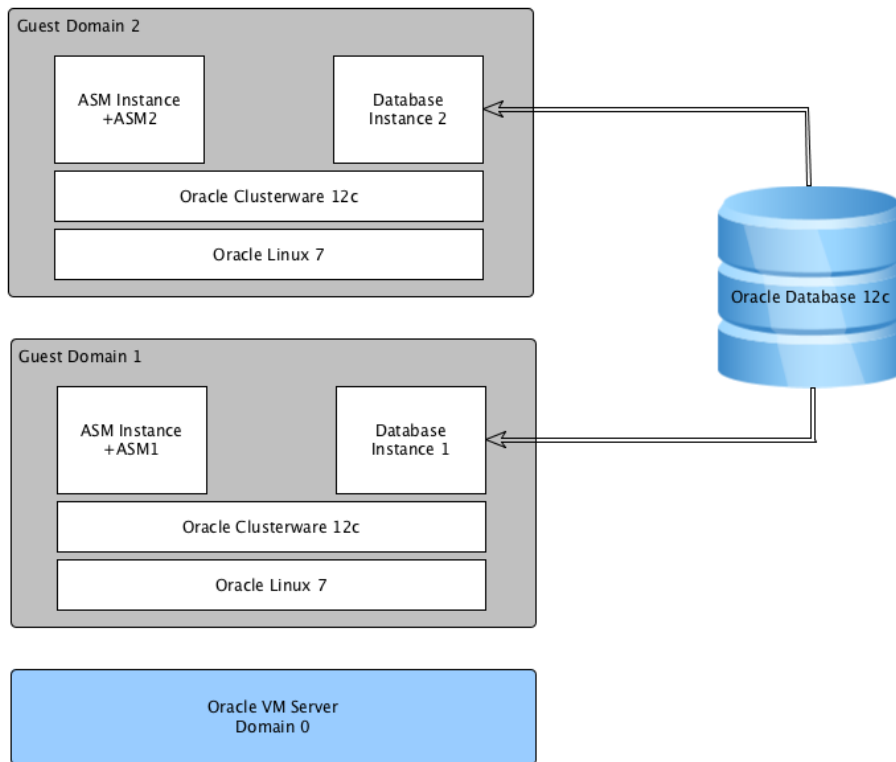 Guest Domain 2
ASM Instance
+ASM2
Database
Instance 2
Oracle Clusterware 12c
Oracle Linux 7
Oracle Database 12c
Guest Domain 1
ASM Instance
+ASM1
Database
Instance 1
Oracle Clusterware 12c
Oracle Linux 7
Oracle VM Server
Domain 0